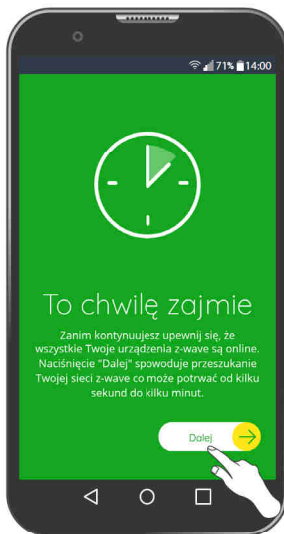 71% 14:00
To chwilę zajmie
Zanim kontynuujesz upewnij się, że
wszystkie Twoje urządzenia z-wave są online.
Naciśnięcie "Dalej" spowoduje przeszukanie
Twojej sieci z-wave co może potrwać od kilku
sekund do kilku minut.
Dalej